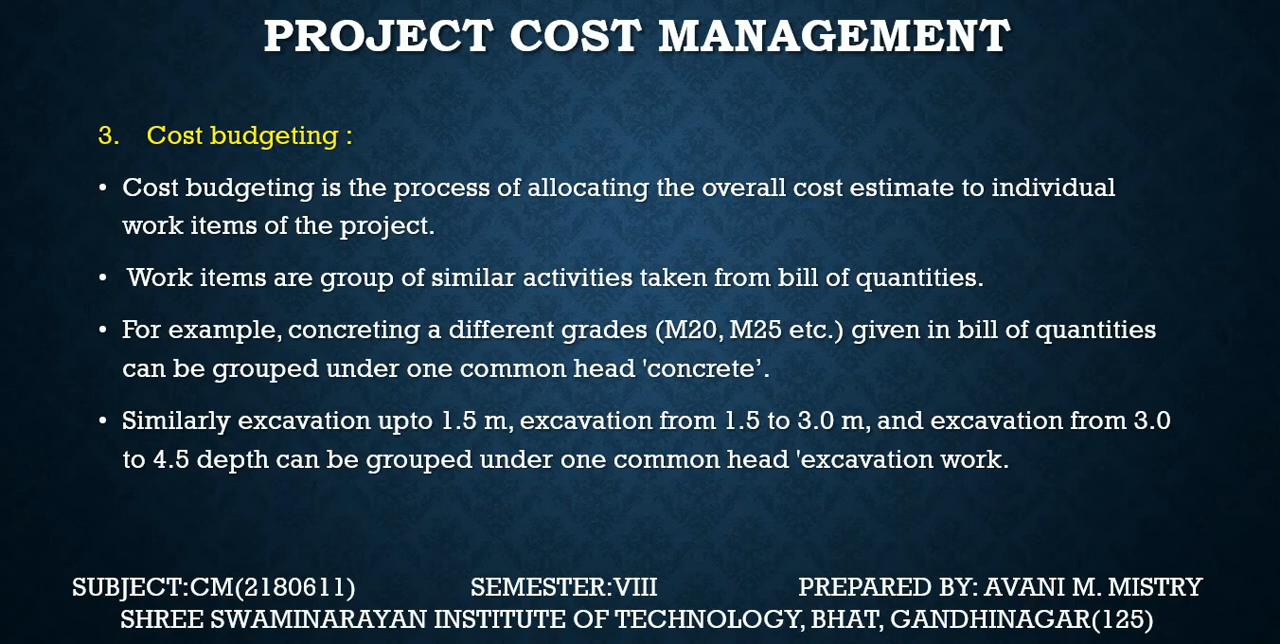 PROJECT COST MANAGEMENT
3. Cost budgeting :
• Cost budgeting is the process of allocating the overall cost estimate to individual
work items of the project.
• Work items are group of similar activities taken from bill of quantities.
• For example, concreting a different grades (M20, M25 etc.) given in bill of quantities
can be grouped under one common head 'concrete’.
• Similarly excavation upto 1.5 m, excavation from 1.5 to 3.0 m, and excavation from 3.0
to 4.5 depth can be grouped under one common head 'excavation work.
SUBJECT:CM(2180611) SEMESTER:VIII PREPARED BY: AVANI M. MISTRY
SHREE SWAMINARAYAN INSTITUTE OF TECHNOLOGY, BHAT, GANDHINAGAR(125)